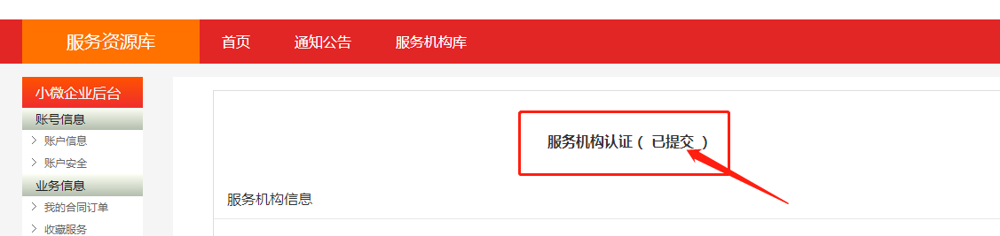 服务资源库 首页 通知公告 服务机构库
小微企业后台
账号信息
账户信息
账户安全
业务信息
我的合同订单
收藏服务
服务机构认证（ 已提交 ）
服务机构信息